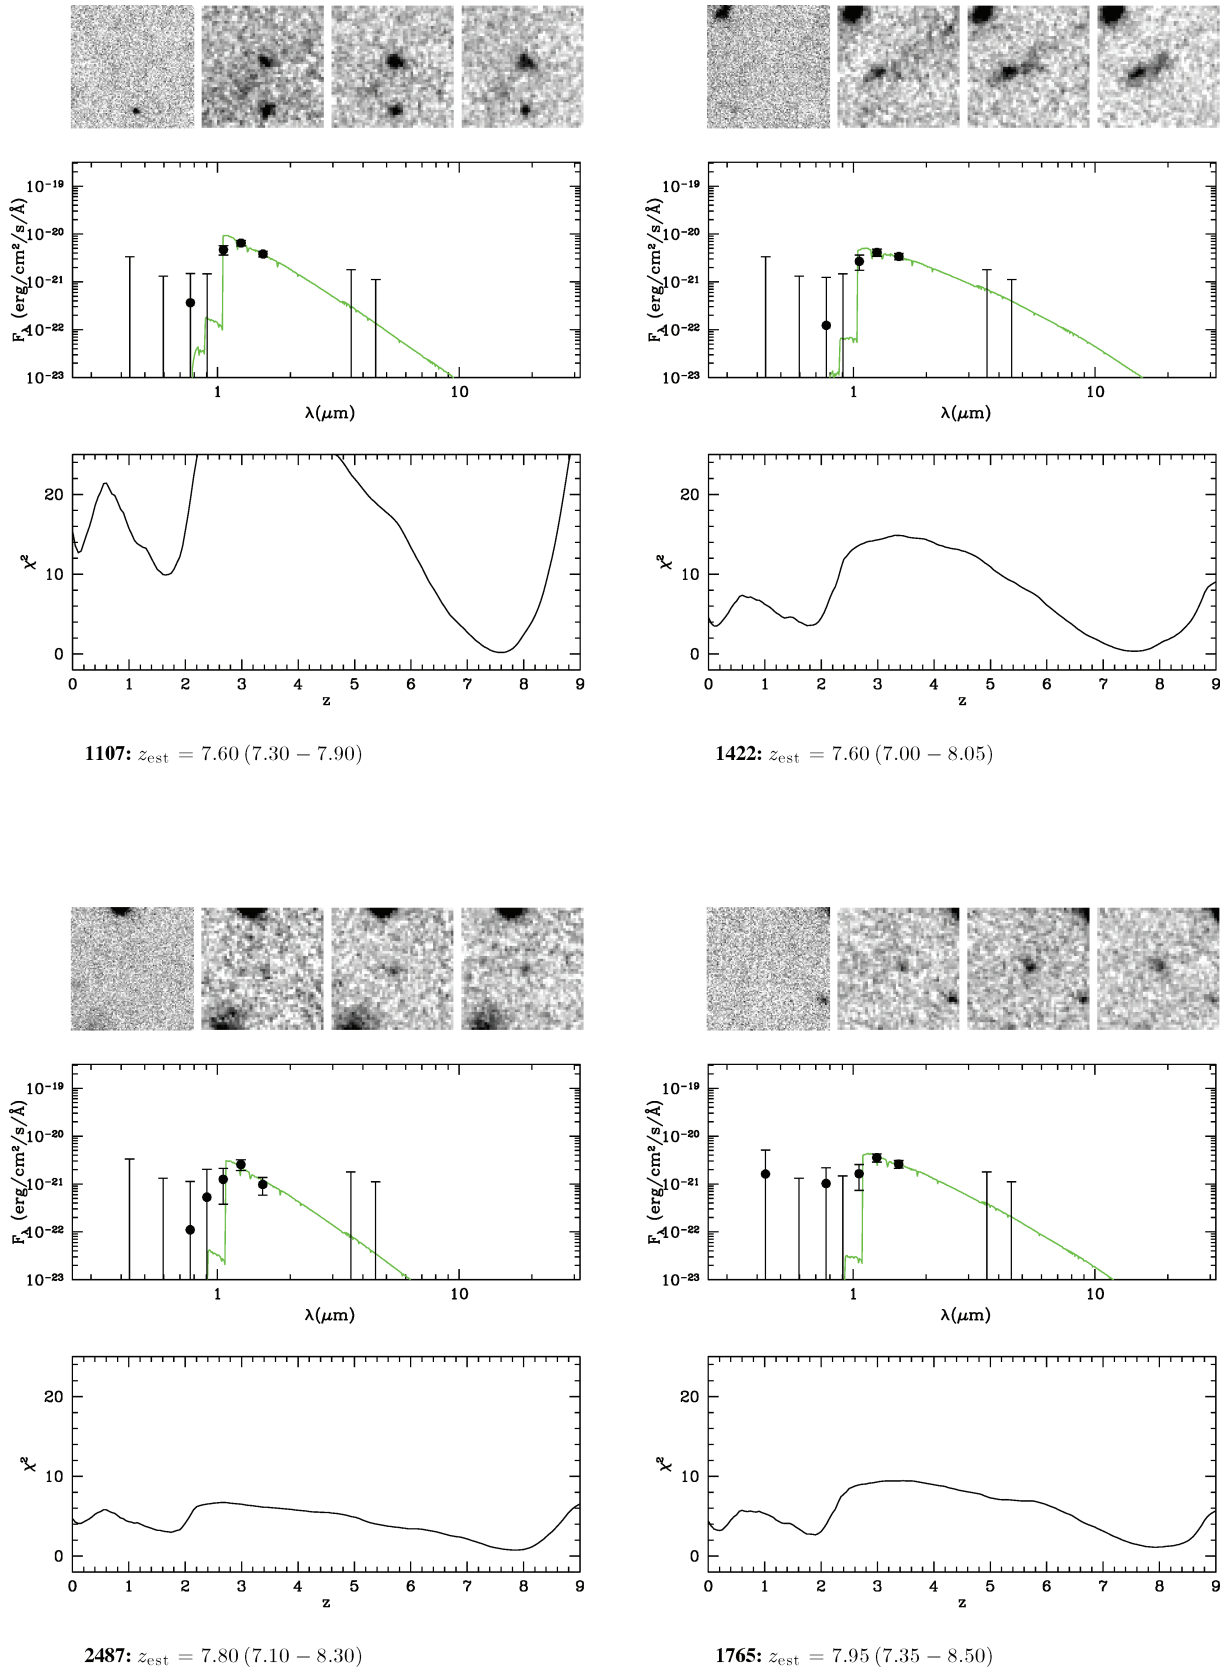 10⁻¹⁹ 10⁻¹⁹
10⁻²⁰ 10⁻²⁰
10⁻²¹ 10⁻²¹
10⁻²² 10⁻²²
10⁻²³ 10⁻²³
F_λ (erg/cm²/s/Å) F_λ (erg/cm²/s/Å)
1 10 1 10
λ(μm) λ(μm)
20 20
10 10
0 0
χ² χ²
0 1 2 3 4 5 6 7 8 9 0 1 2 3 4 5 6 7 8 9
z z
1107: z_est = 7.60 (7.30 − 7.90) 1422: z_est = 7.60 (7.00 − 8.05)
10⁻¹⁹ 10⁻¹⁹
10⁻²⁰ 10⁻²⁰
10⁻²¹ 10⁻²¹
10⁻²² 10⁻²²
10⁻²³ 10⁻²³
F_λ (erg/cm²/s/Å) F_λ (erg/cm²/s/Å)
1 10 1 10
λ(μm) λ(μm)
20 20
10 10
0 0
χ² χ²
0 1 2 3 4 5 6 7 8 9 0 1 2 3 4 5 6 7 8 9
z z
2487: z_est = 7.80 (7.10 − 8.30) 1765: z_est = 7.95 (7.35 − 8.50)